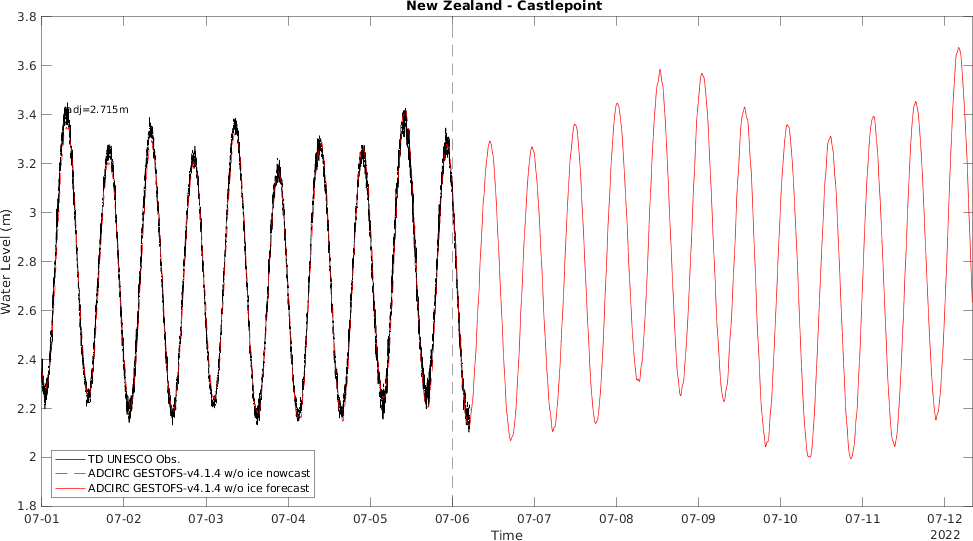 New Zealand - Castlepoint
3.8
3.6
3.4
3.2
3
2.8
2.6
2.4
2.2
2
1.8
Water Level (m)
adj=2.715m
TD UNESCO Obs.
ADCIRC GESTOFS-v4.1.4 w/o ice nowcast
ADCIRC GESTOFS-v4.1.4 w/o ice forecast
07-01 07-02 07-03 07-04 07-05 07-06 07-07 07-08 07-09 07-10 07-11 07-12
Time
2022